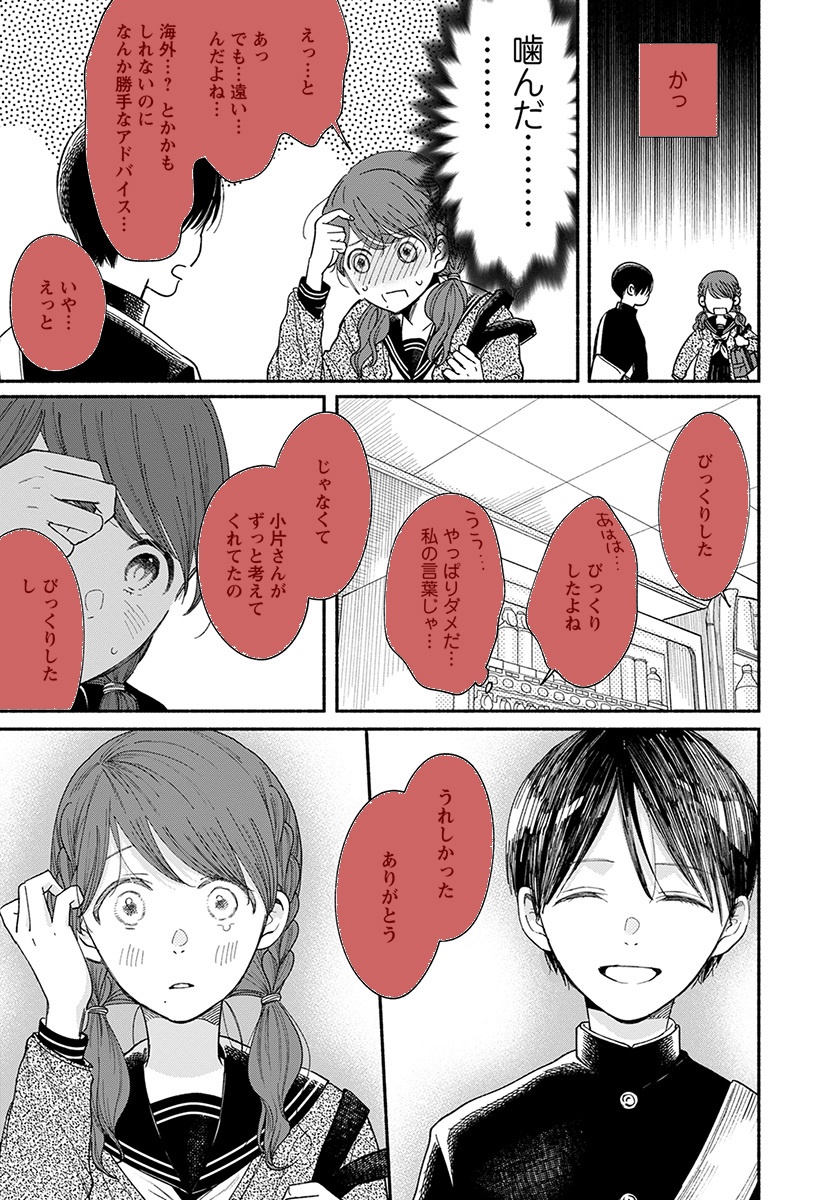 かっ
噛んだ………
………
えっ…と
あっ
でも…遠い…
んだよね…
海外…？とかかも
しれないのに
なんか勝手なアドバイス…
いや…
えっと
びっくりした
あはは…
びっくり
したよね
うう…
やっぱりダメだ…
私の言葉じゃ…
じゃなくて
小片さんが
ずっと考えて
くれてたの
びっくりした
し
うれしかった
ありがとう